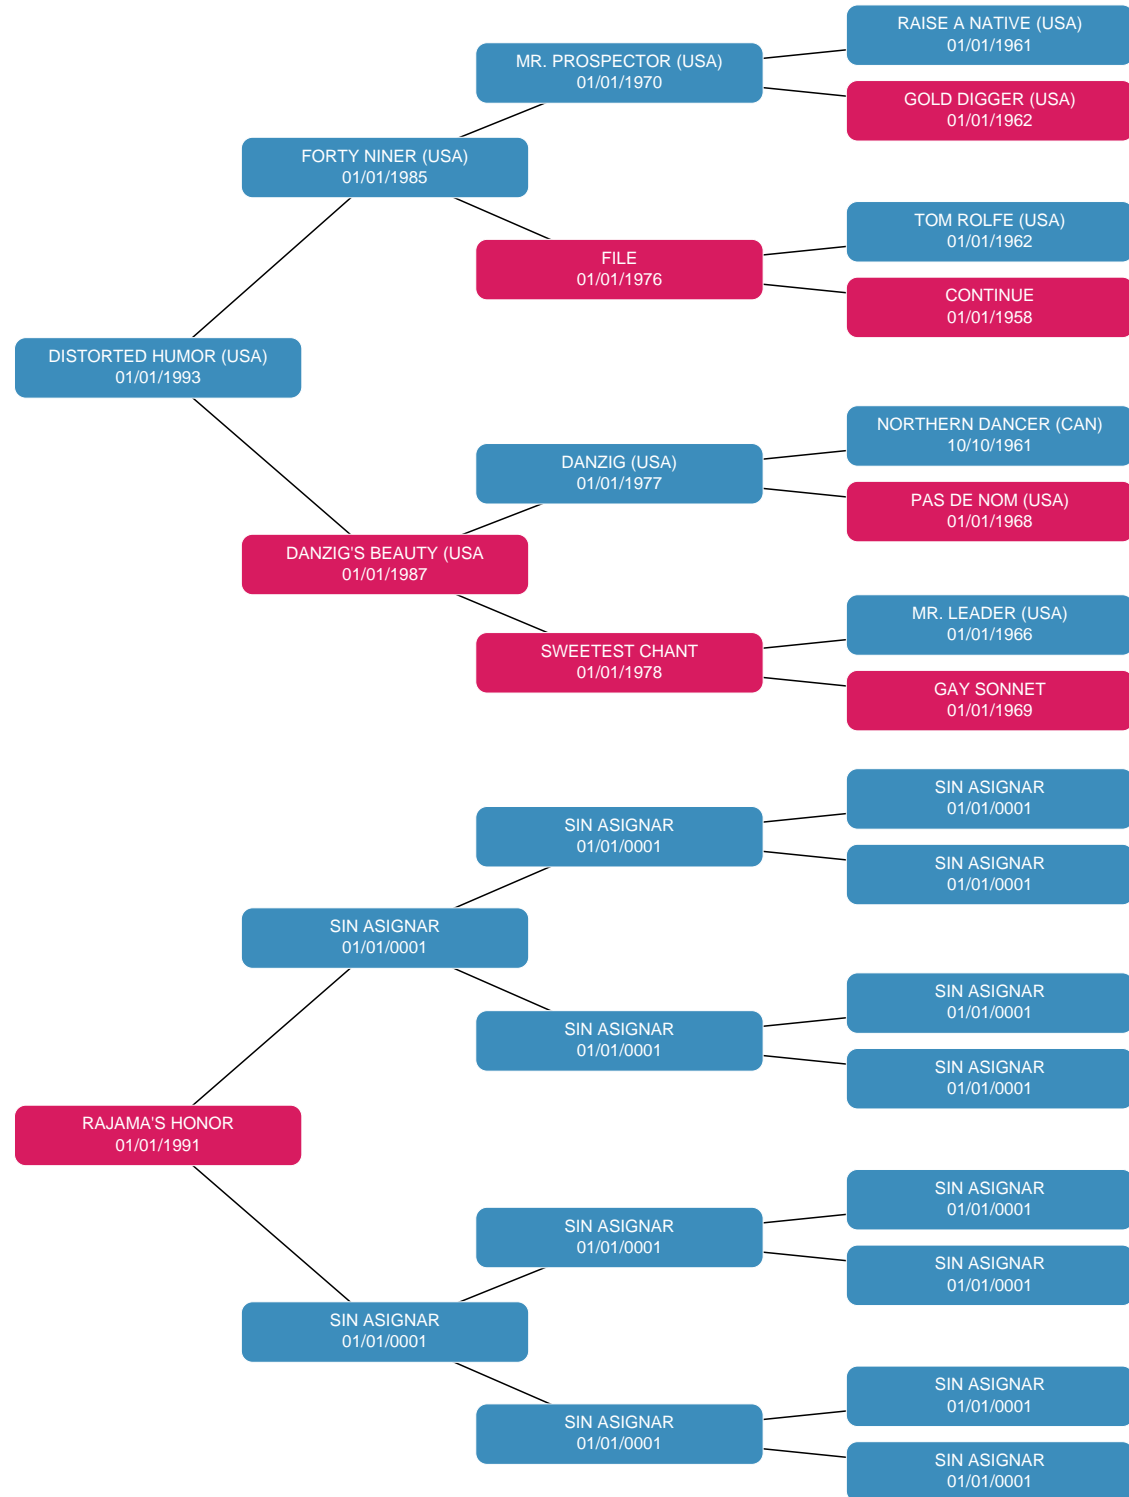 RAISE A NATIVE (USA)
01/01/1961
MR. PROSPECTOR (USA)
01/01/1970
GOLD DIGGER (USA)
01/01/1962
FORTY NINER (USA)
01/01/1985
TOM ROLFE (USA)
01/01/1962
FILE
01/01/1976
CONTINUE
01/01/1958
DISTORTED HUMOR (USA)
01/01/1993
NORTHERN DANCER (CAN)
10/10/1961
DANZIG (USA)
01/01/1977
PAS DE NOM (USA)
01/01/1968
DANZIG'S BEAUTY (USA
01/01/1987
MR. LEADER (USA)
01/01/1966
SWEETEST CHANT
01/01/1978
GAY SONNET
01/01/1969
SIN ASIGNAR
01/01/0001
SIN ASIGNAR
01/01/0001
SIN ASIGNAR
01/01/0001
SIN ASIGNAR
01/01/0001
SIN ASIGNAR
01/01/0001
SIN ASIGNAR
01/01/0001
SIN ASIGNAR
01/01/0001
RAJAMA'S HONOR
01/01/1991
SIN ASIGNAR
01/01/0001
SIN ASIGNAR
01/01/0001
SIN ASIGNAR
01/01/0001
SIN ASIGNAR
01/01/0001
SIN ASIGNAR
01/01/0001
SIN ASIGNAR
01/01/0001
SIN ASIGNAR
01/01/0001